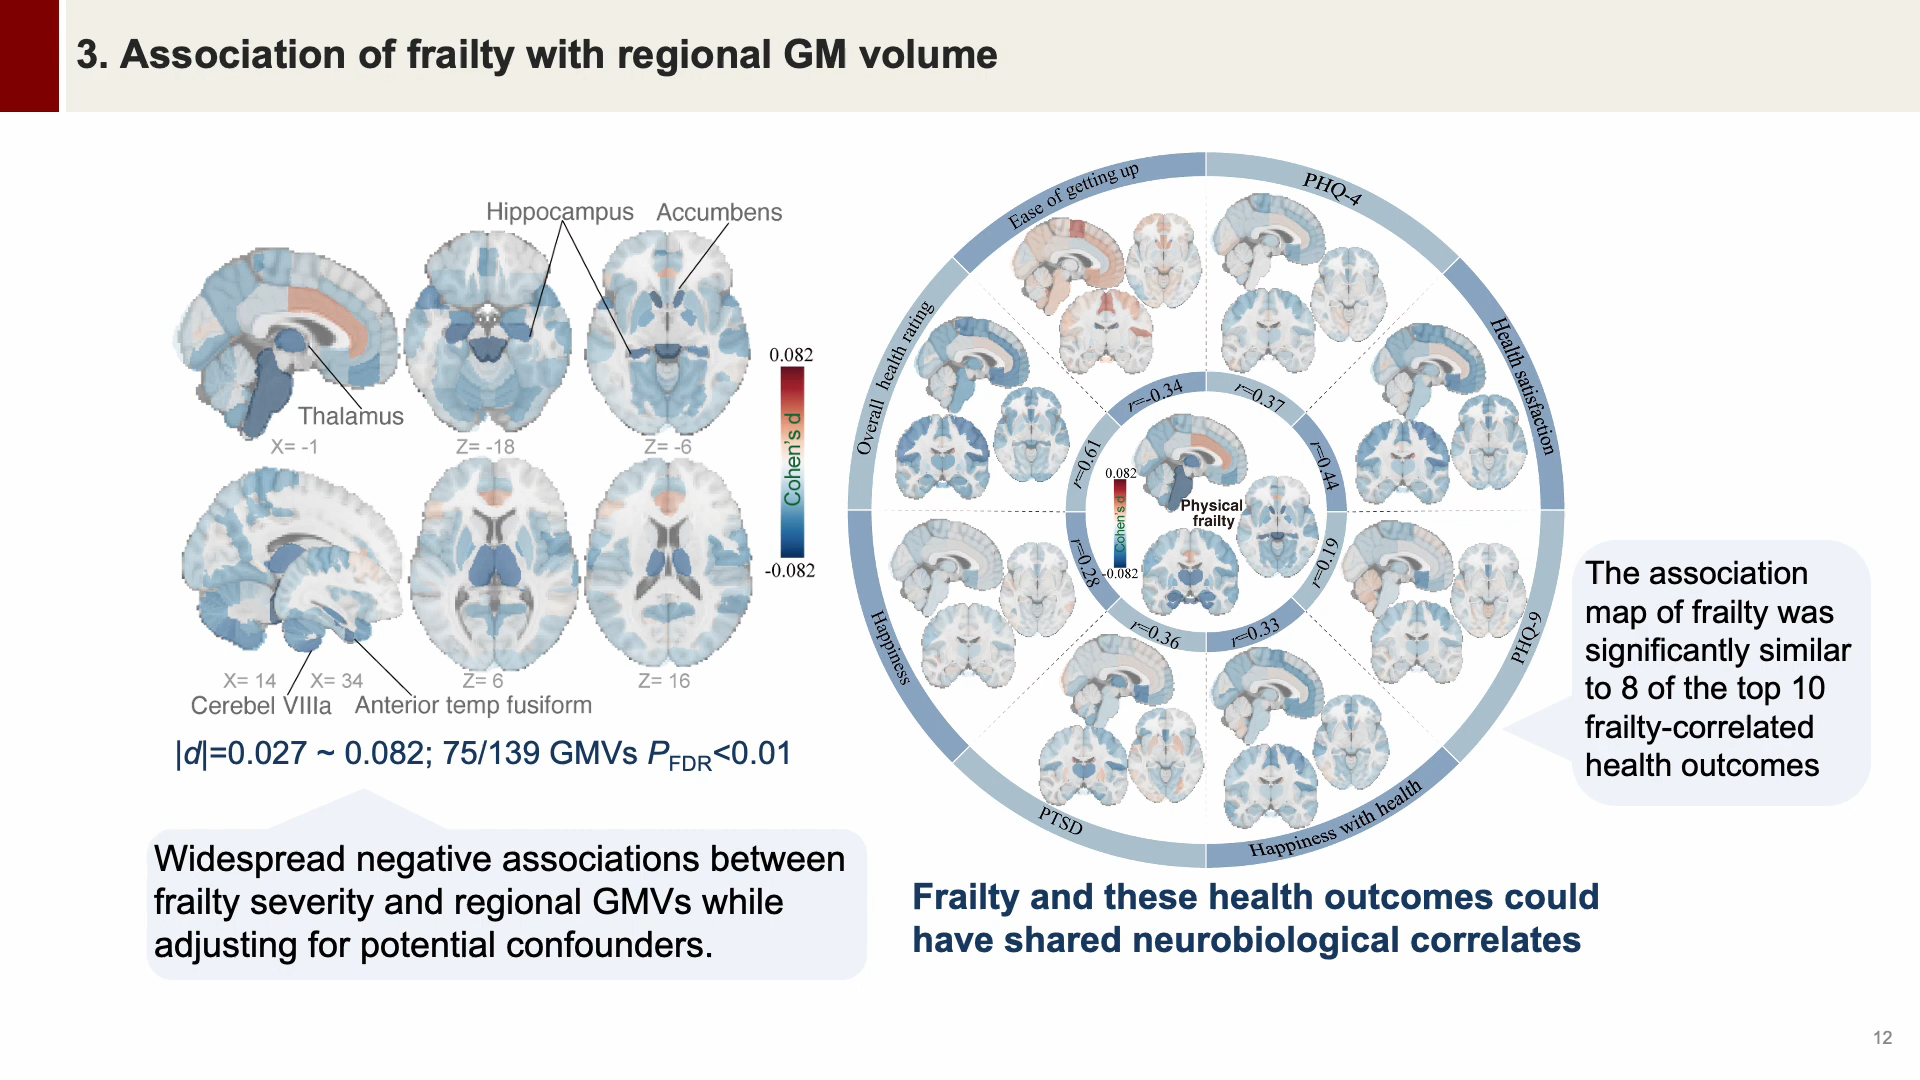 3. Association of frailty with regional GM volume
Hippocampus
Accumbens
Thalamus
X= -1
Z= -18
Z= -6
0.082
Cohen's d
-0.082
X= 14
X= 34
Z= 6
Z= 16
Cerebel VIIIa
Anterior temp fusiform
|d|=0.027 ~ 0.082; 75/139 GMVs PFDR<0.01
Widespread negative associations between
frailty severity and regional GMVs while
adjusting for potential confounders.
Ease of getting up
PHQ-4
Health satisfaction
PHQ-9
Happiness with health
PTSD
Happiness
Overall health rating
r=-0.34
r=0.37
r=0.44
r=0.19
r=0.33
r=0.36
r=0.28
r=0.61
0.082
Cohen's d
-0.082
Physical
frailty
The association
map of frailty was
significantly similar
to 8 of the top 10
frailty-correlated
health outcomes
Frailty and these health outcomes could
have shared neurobiological correlates
12